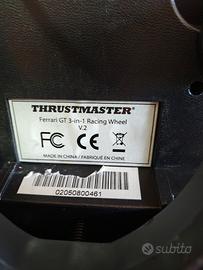 THRUSTMASTER®
Ferrari GT 3-in-1 Racing Wheel
V.2
FC CE
MADE IN CHINA / FABRIQUÉ EN CHINE
02050800461
subito